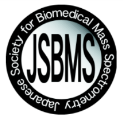 Japanese Society for Biomedical Mass Spectrometry
JSBMS